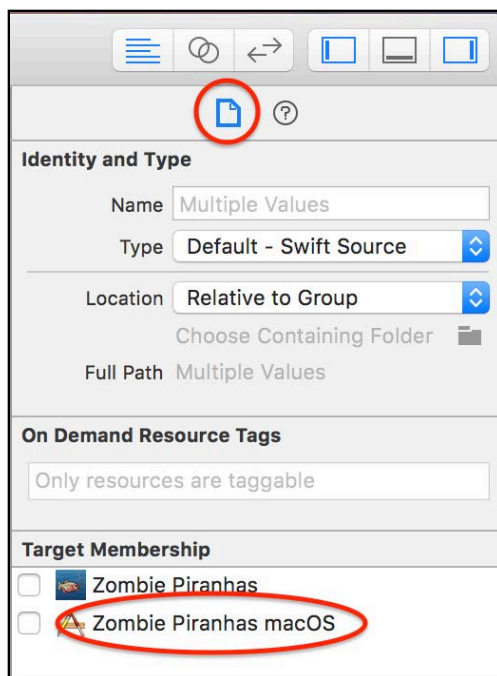 ?
Identity and Type
Name Multiple Values
Type Default - Swift Source
Location Relative to Group
Choose Containing Folder
Full Path Multiple Values
On Demand Resource Tags
Only resources are taggable
Target Membership
Zombie Piranhas
Zombie Piranhas macOS